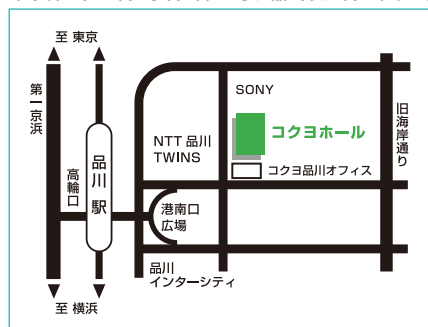 至 東京
第一京浜
SONY
旧海岸通り
コクヨホール
NTT 品川
TWINS
コクヨ品川オフィス
高輪口
品川駅
港南口
広場
品川
インターシティ
至 横浜